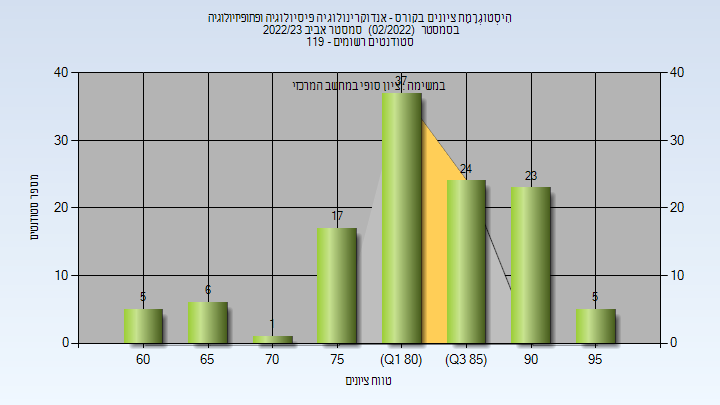 היסטוגרמת ציונים בקורס - אנדוקרינולוגיה פיסיולוגיה ופתופיזיולוגיה
בסמסטר (02/2022) סמסטר אביב 2022/23
סטודנטים רשומים - 119
במשימה: ציון סופי במחשב המרכזי
40 40
30 30
20 20
10 10
0 0
5 6 1 17 37 24 23 5
60 65 70 75 (Q1 80) (Q3 85) 90 95
מספר סטודנטים
טווח ציונים